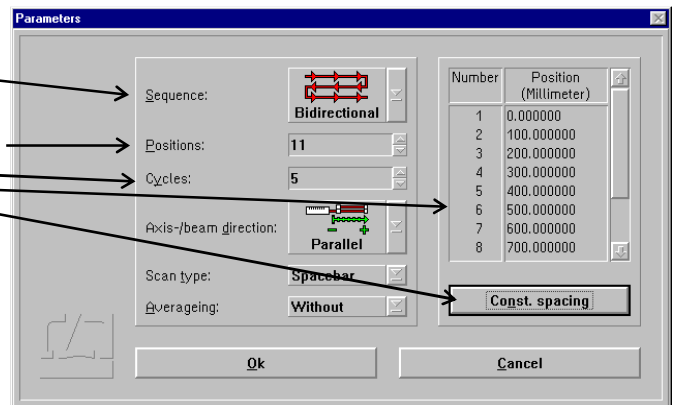 Parameters
Sequence:
Bidirectional
Positions:
11
Cycles:
5
Axis-/beam direction:
- +
Parallel
Scan type:
Spacebar
Averageing:
Without
Number Position
(Millimeter)
1 0.000000
2 100.000000
3 200.000000
4 300.000000
5 400.000000
6 500.000000
7 600.000000
8 700.000000
Const. spacing
Ok
Cancel